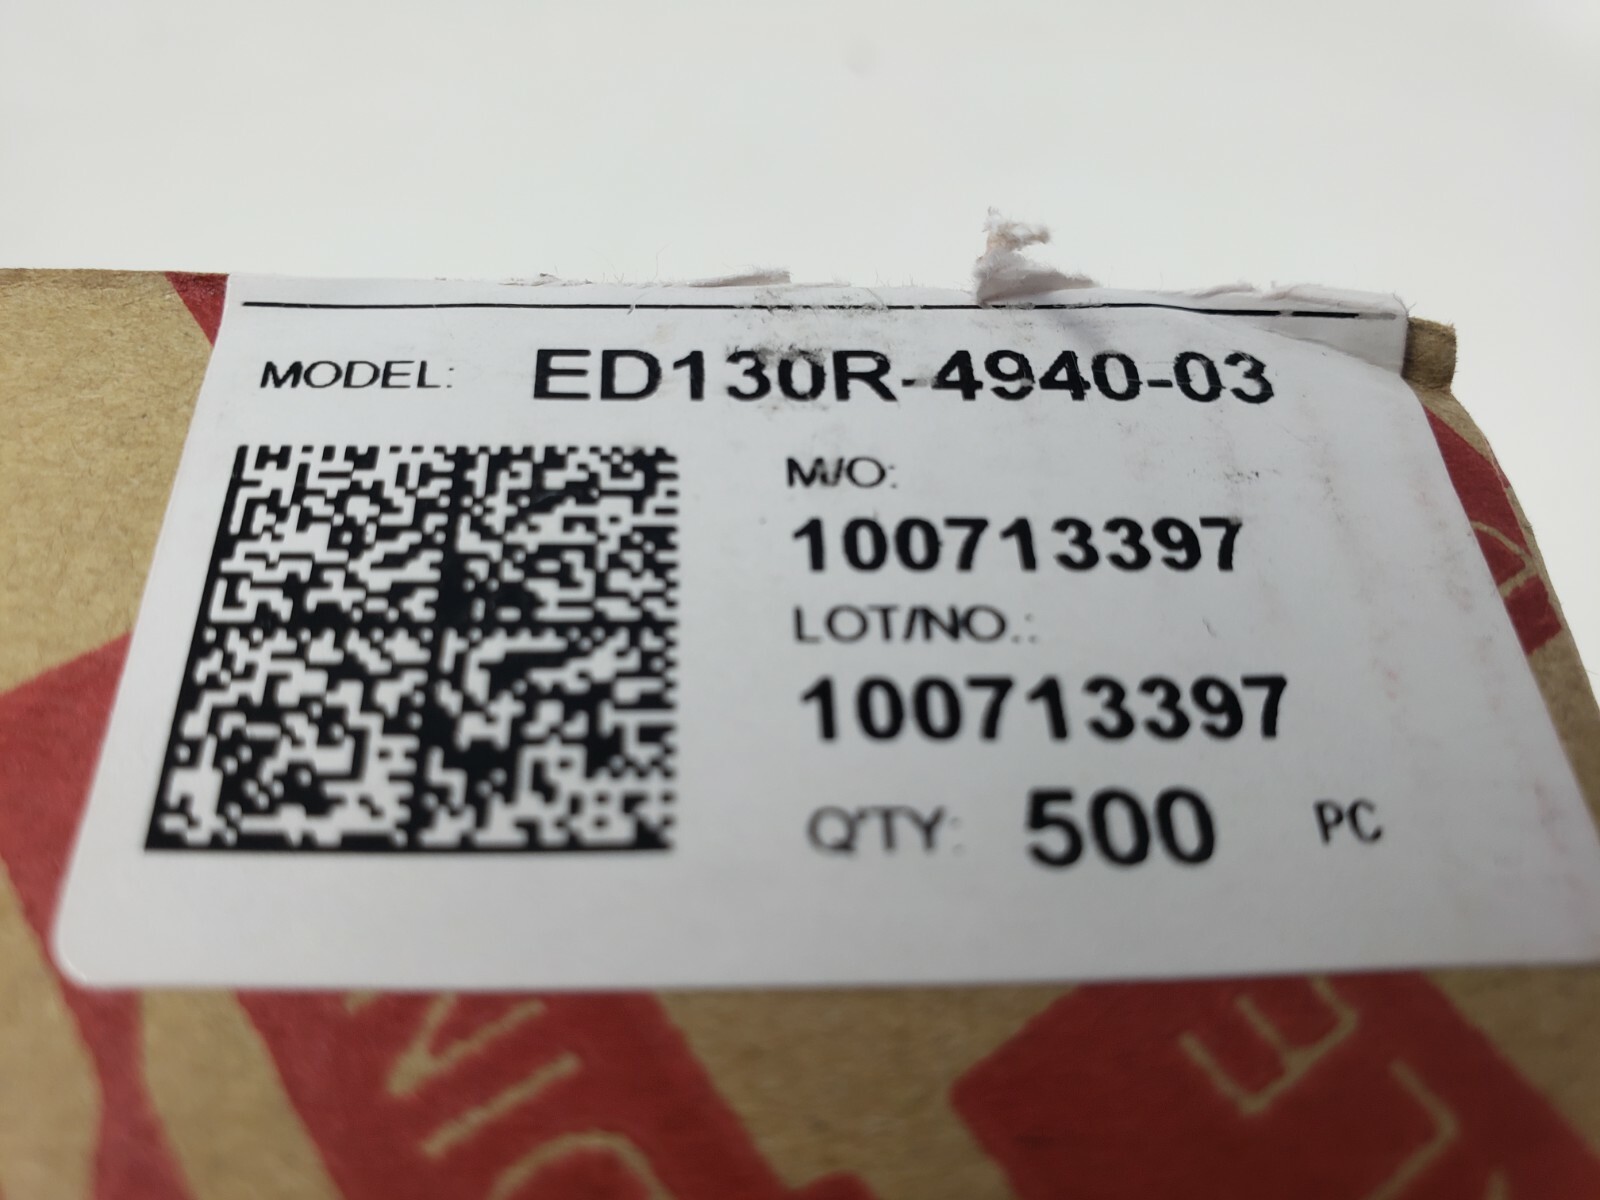 MODEL: ED130R-4940-03
M/O:
100713397
LOT/NO.:
100713397
Q'TY: 500 PC